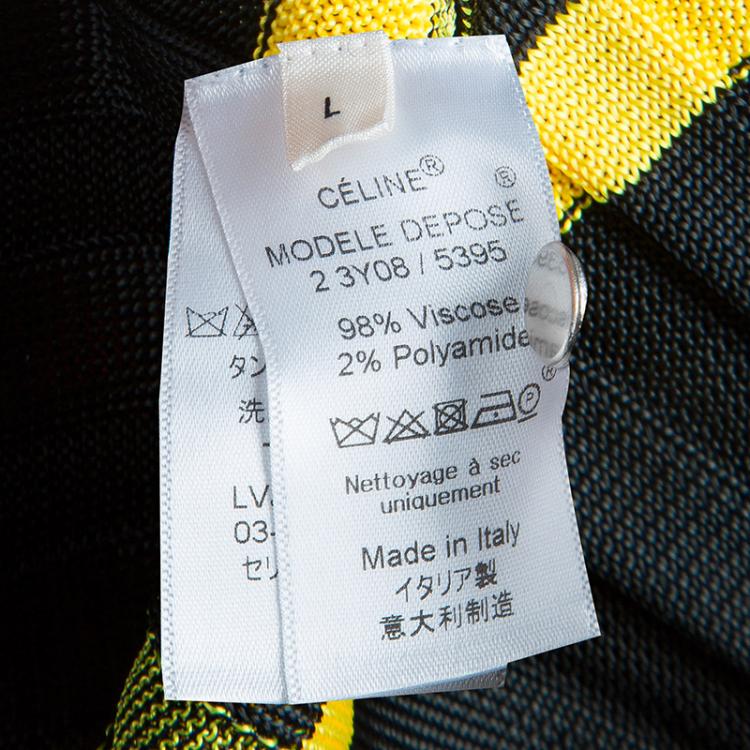 L
CÉLINE®
®
MODELE DEPOSE
2 3Y08 / 5395
98% Viscose
2% Polyamide
P
®
Nettoyage à sec
uniquement
Made in Italy
イタリア製
意大利制造
タン
洗
LV
03-
セリ